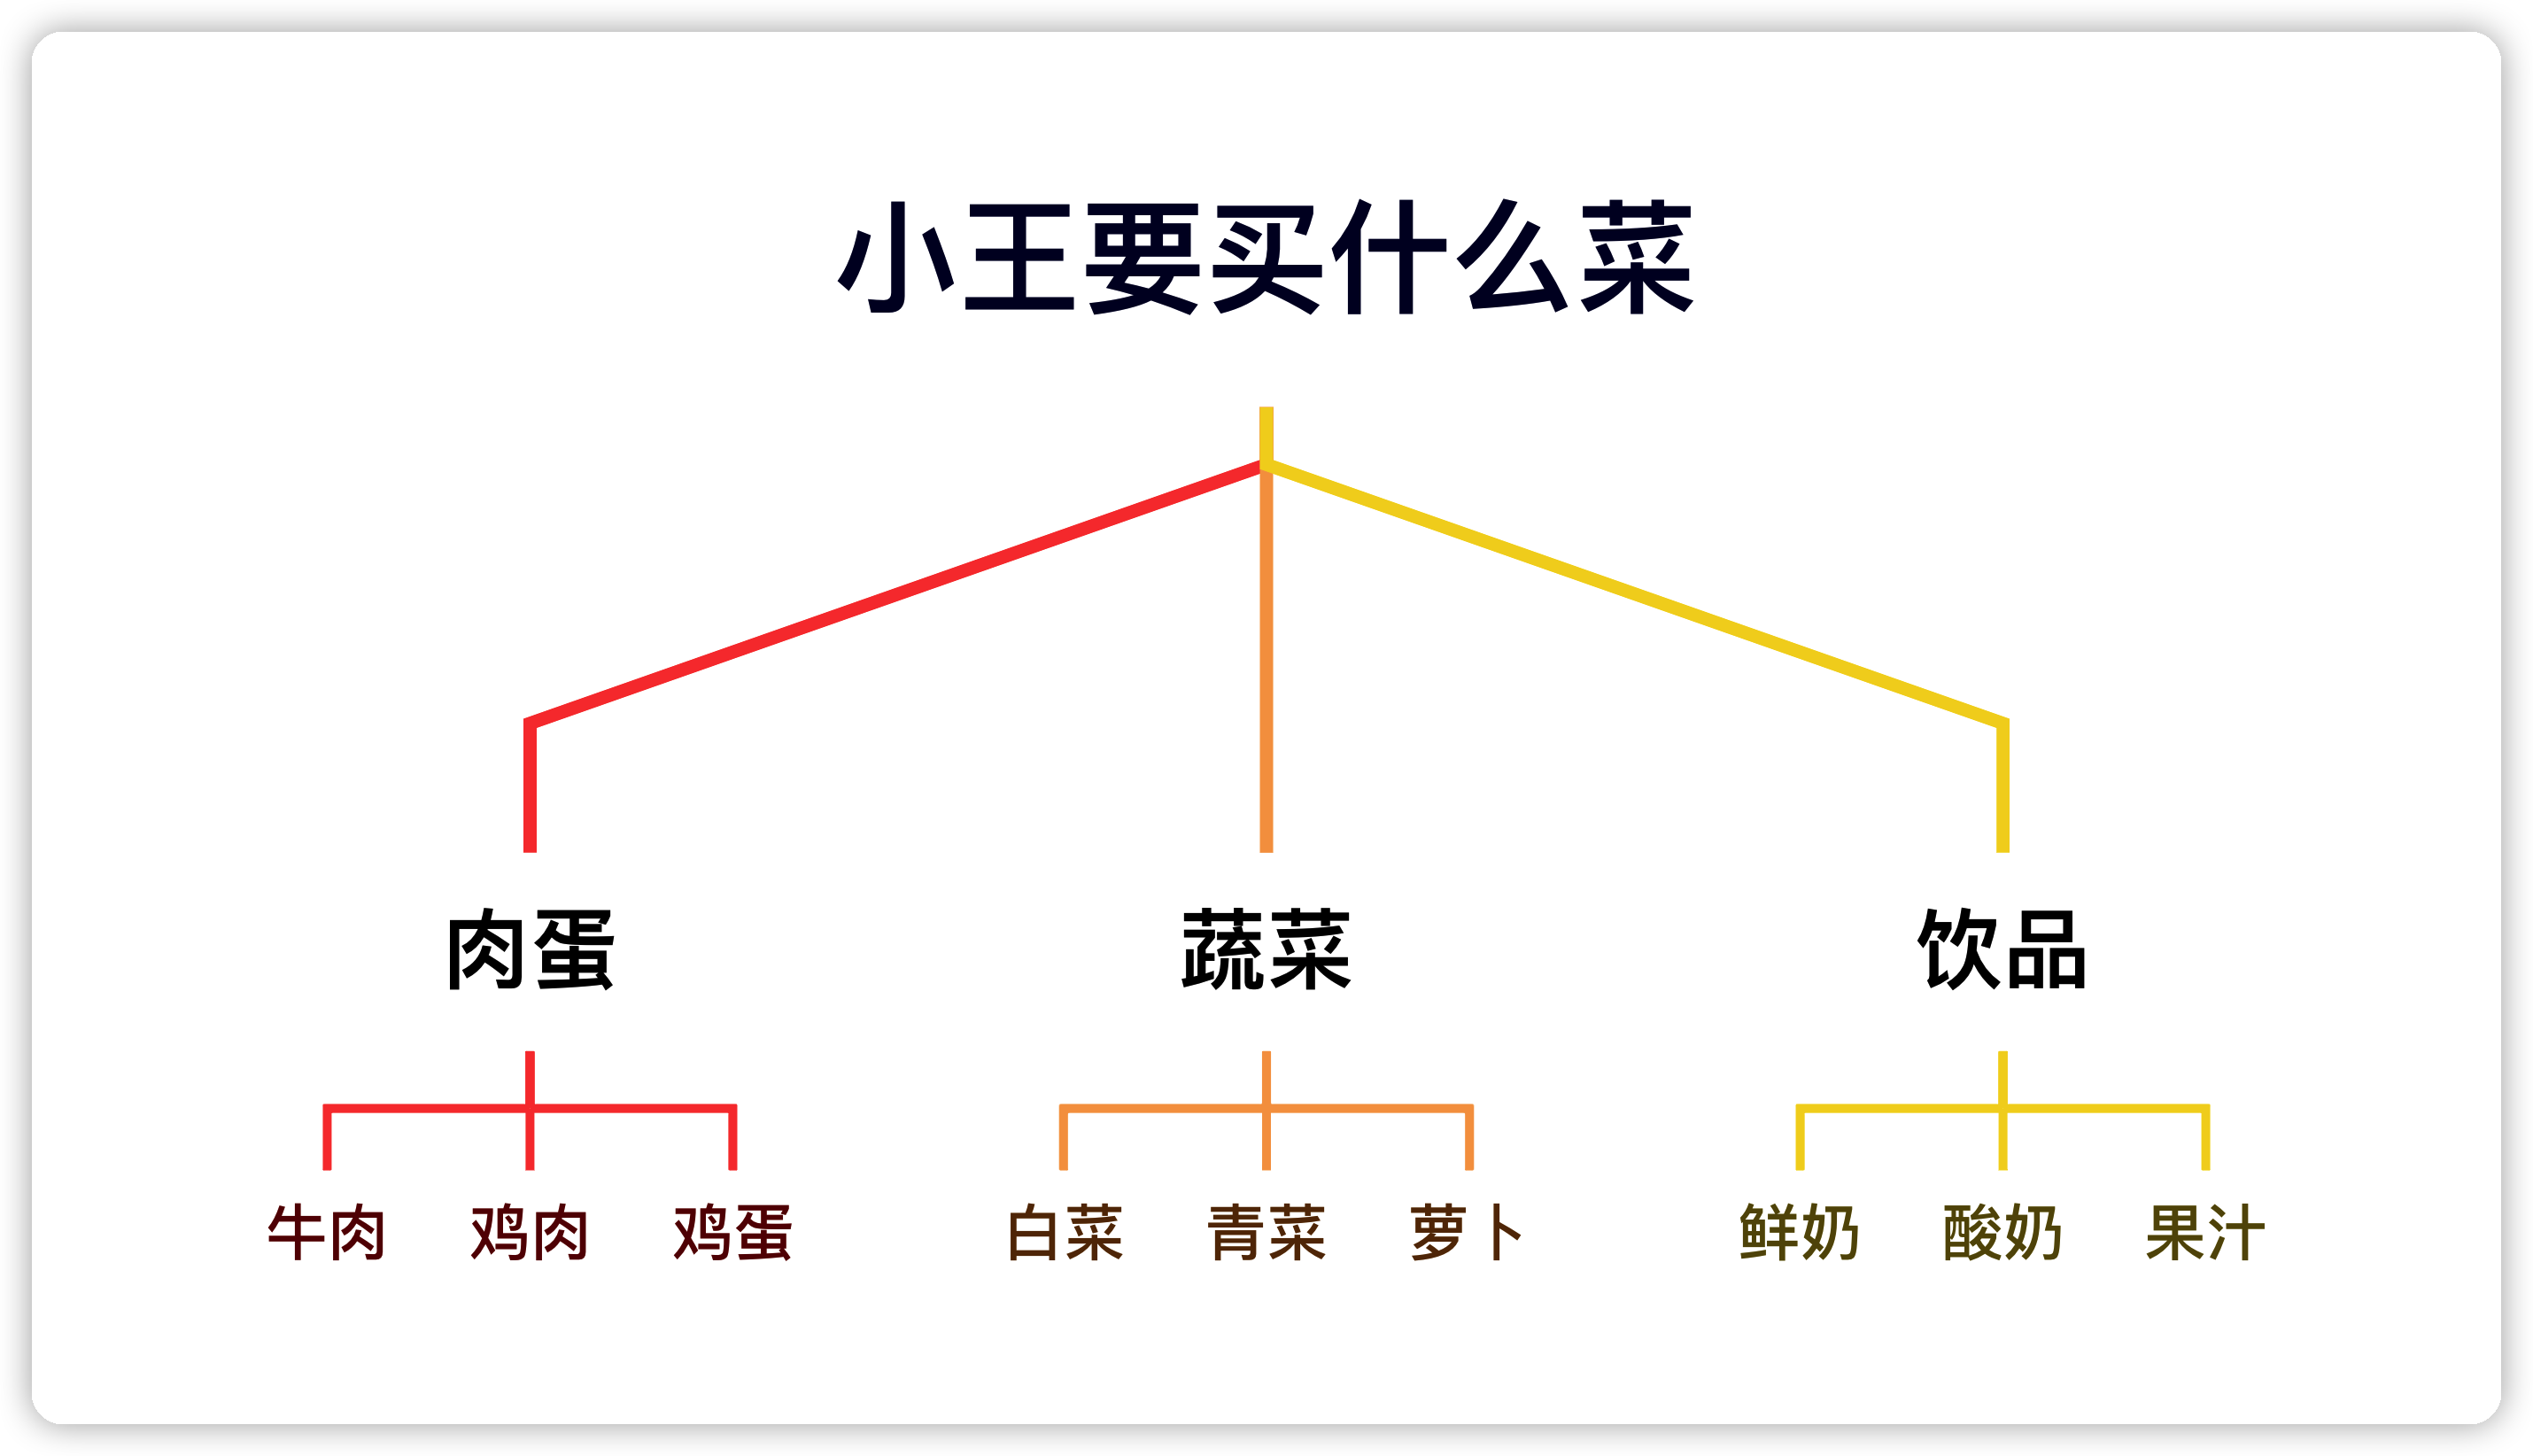 小王要买什么菜
肉蛋 蔬菜 饮品
牛肉 鸡肉 鸡蛋 白菜 青菜 萝卜 鲜奶 酸奶 果汁